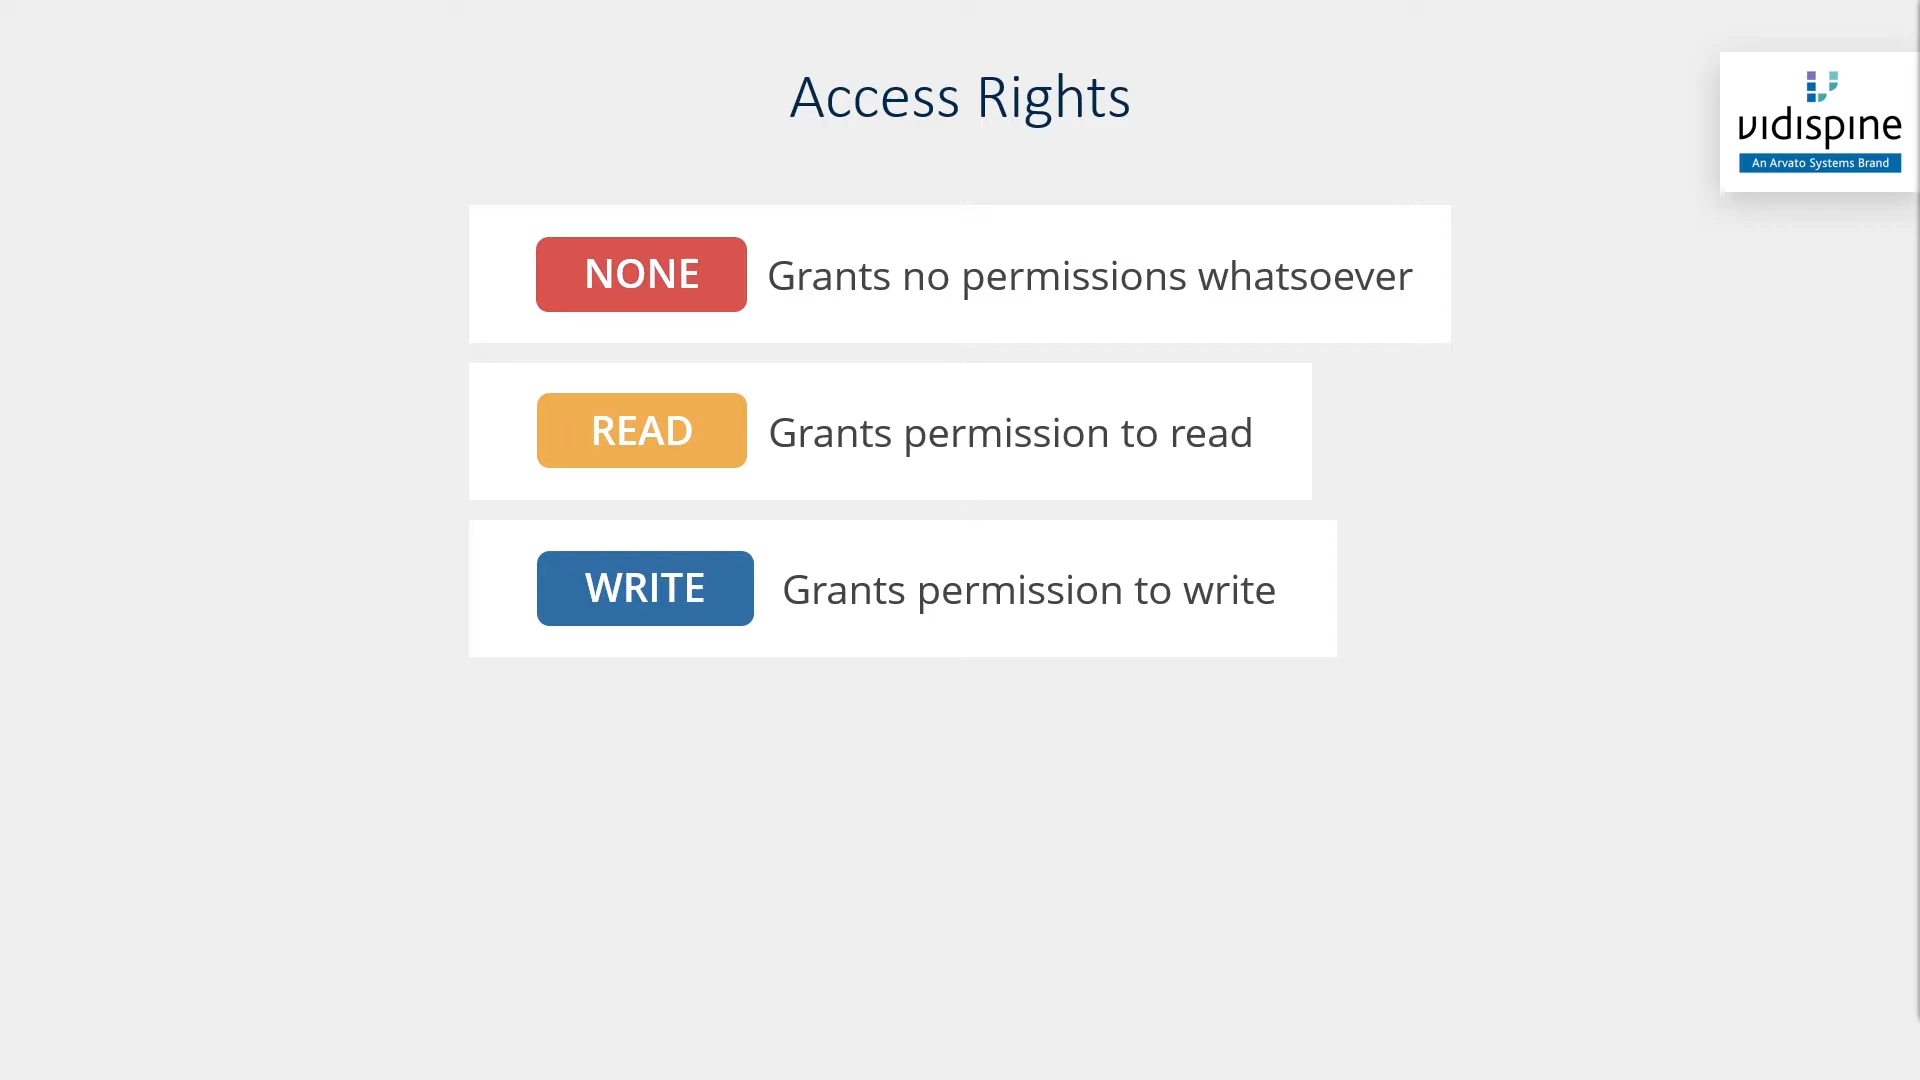 Access Rights
vidispine
An Arvato Systems Brand
NONE Grants no permissions whatsoever
READ Grants permission to read
WRITE Grants permission to write